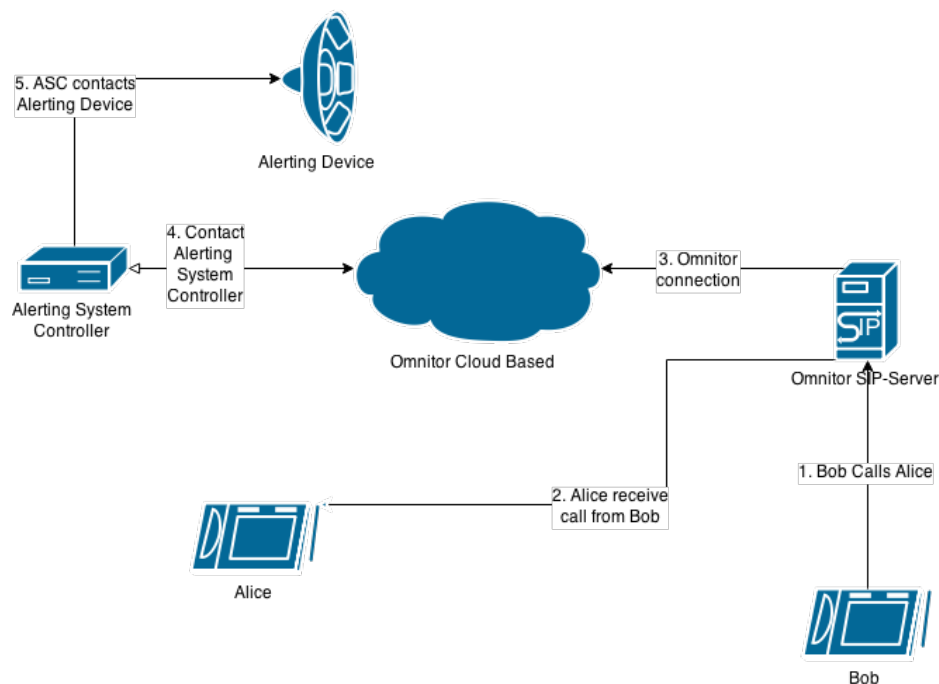 5. ASC contacts
Alerting Device
Alerting Device
4. Contact
Alerting
System
Controller
3. Omnitor
connection
SIP
Alerting System
Controller
Omnitor Cloud Based
Omnitor SIP-Server
1. Bob Calls Alice
2. Alice receive
call from Bob
Alice
Bob